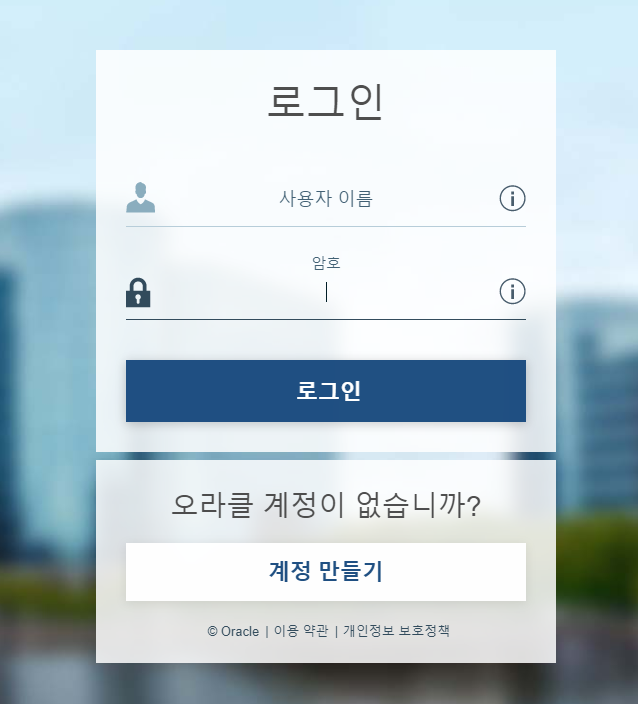 로그인
사용자 이름
암호
로그인
오라클 계정이 없습니까?
계정 만들기
© Oracle | 이용 약관 | 개인정보 보호정책